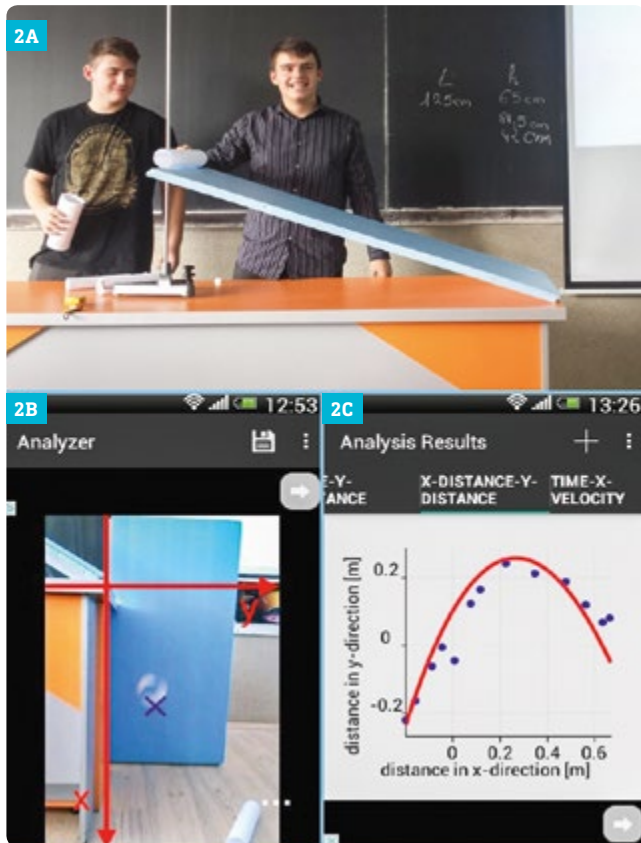 2A
L h
125cm 65cm
2B
12:53
Analyzer
y
x
2C
13:26
Analysis Results
E-Y-
TANCE
X-DISTANCE-Y-
DISTANCE
TIME-X-
VELOCITY
distance in y-direction [m]
0.2
0
-0.2
0 0.2 0.4 0.6
distance in x-direction [m]